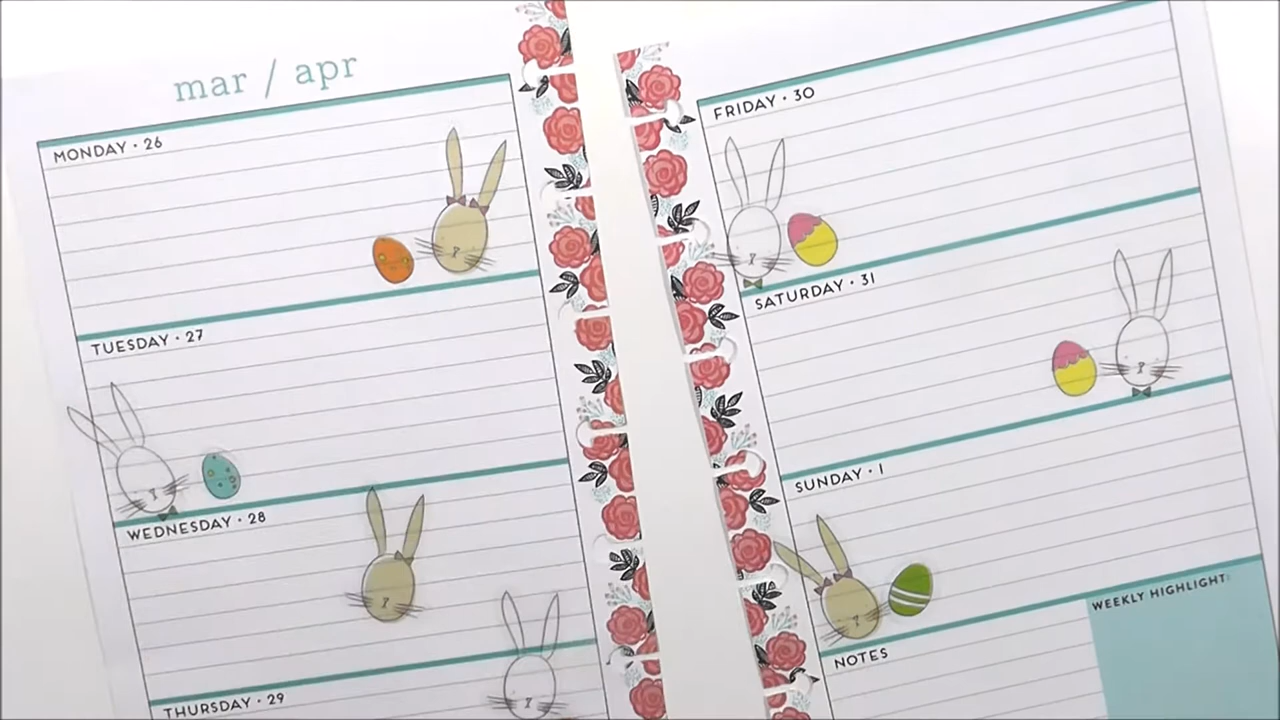 mar / apr
MONDAY · 26
TUESDAY · 27
WEDNESDAY · 28
THURSDAY · 29
FRIDAY · 30
SATURDAY · 31
SUNDAY · 1
NOTES
WEEKLY HIGHLIGHT: